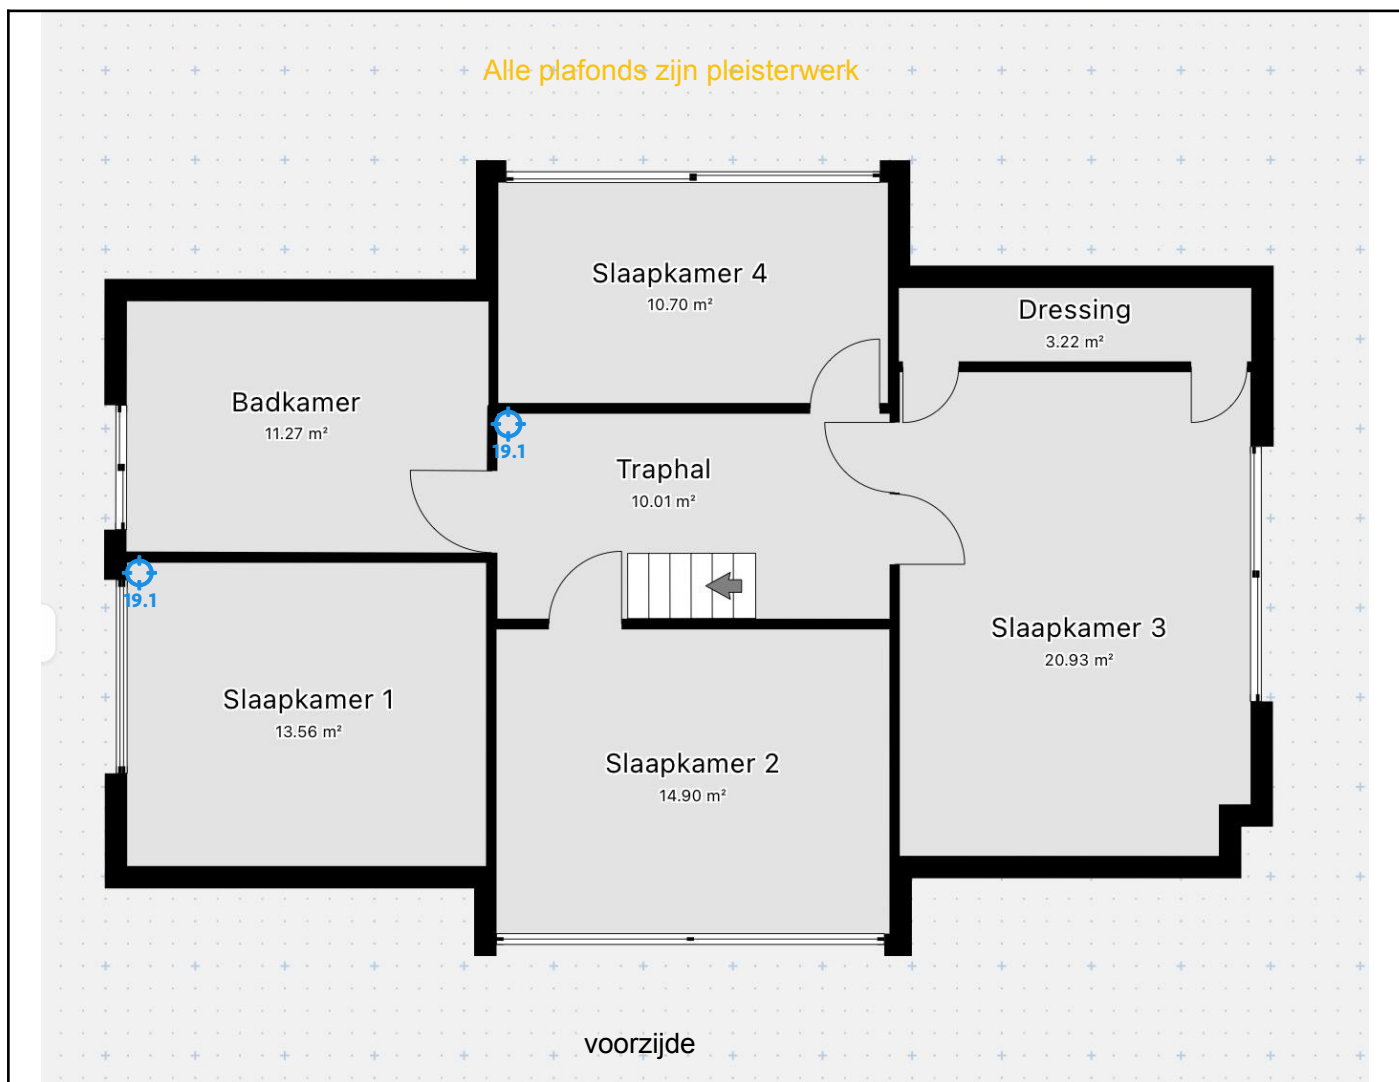 Alle plafonds zijn pleisterwerk
Slaapkamer 4
10.70 m²
Dressing
3.22 m²
Badkamer
11.27 m²
19.1
Traphal
10.01 m²
19.1
Slaapkamer 3
20.93 m²
Slaapkamer 1
13.56 m²
Slaapkamer 2
14.90 m²
voorzijde